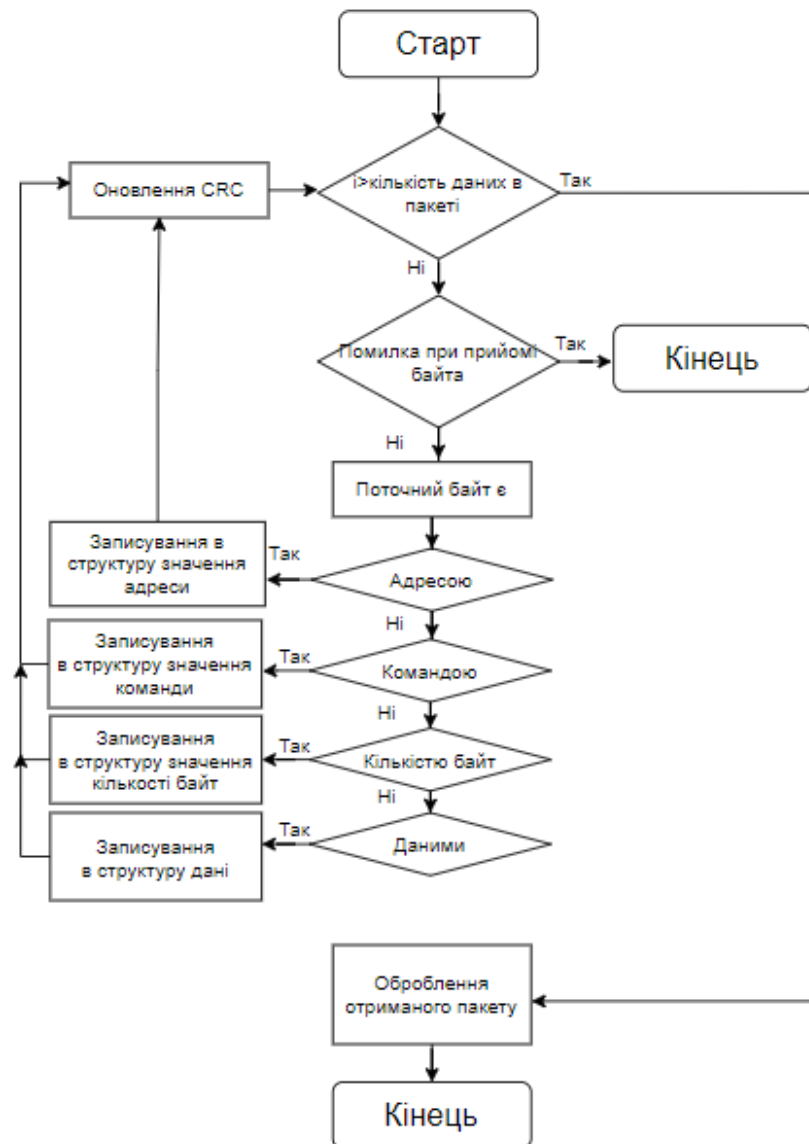 Старт
і>кількість даних в
пакеті
Так
Оновлення CRC
Ні
Помилка при прийомі
байта
Так
Кінець
Ні
Поточний байт є
Записування в
структуру значення
адреси
Так
Адресою
Ні
Записування
в структуру значення
команди
Так
Командою
Ні
Записування
в структуру значення
кількості байт
Так
Кількістю байт
Ні
Записування
в структуру дані
Так
Даними
Оброблення
отриманого пакету
Кінець